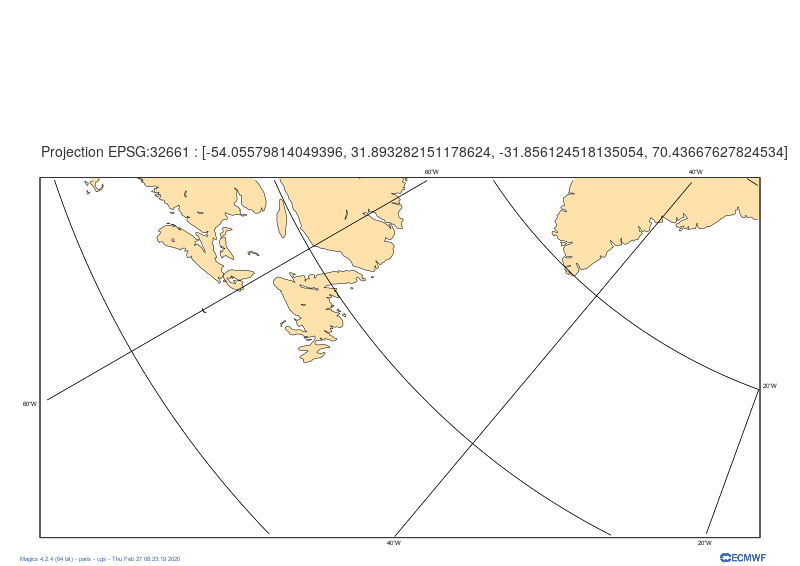 Projection EPSG:32661 : [-54.05579814049396, 31.893282151178624, -31.856124518135054, 70.43667627824534]
60°W
40°W
20°W
60°W
40°W
20°W
Magics 4.2.4 (64 bit) - paris - cgs - Thu Feb 27 08:23:19 2020
ECMWF